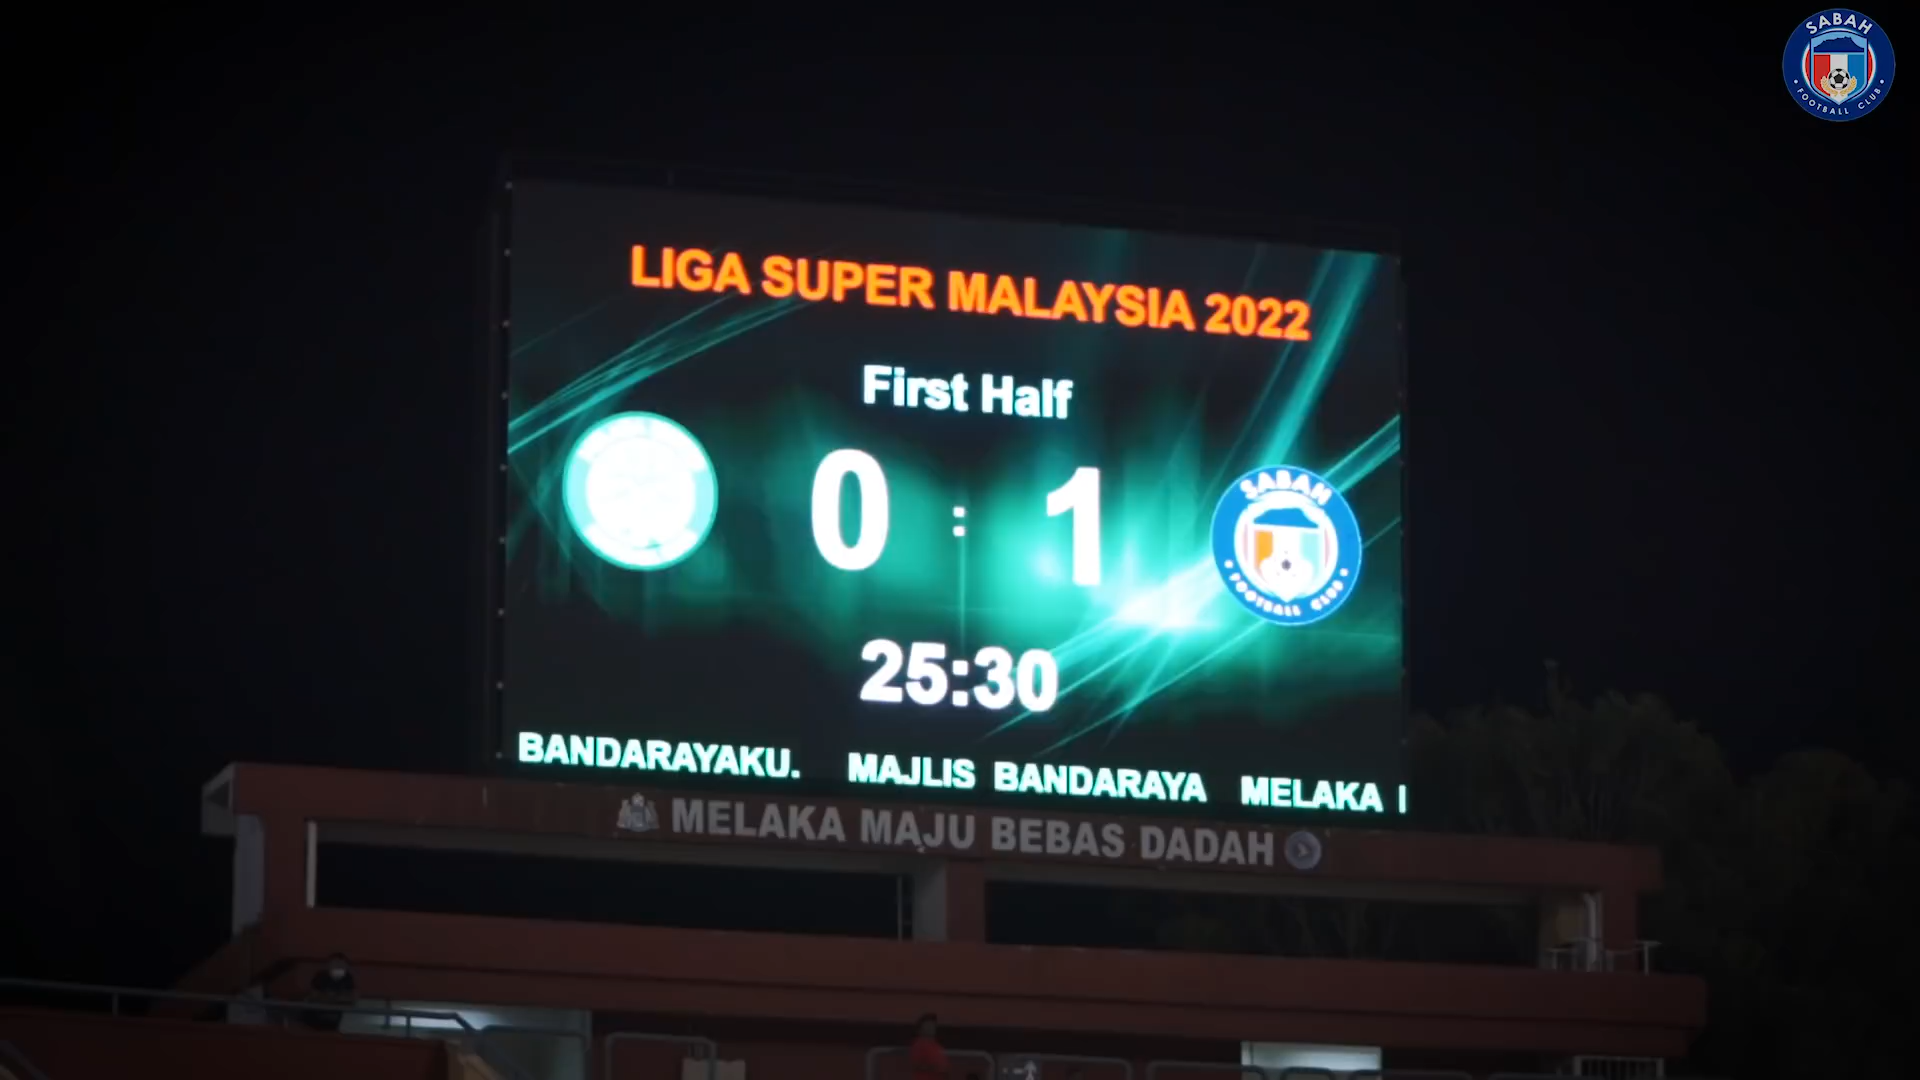 SABAH
FOOTBALL CLUB
LIGA SUPER MALAYSIA 2022
First Half
0 : 1
SABAH
FOOTBALL CLUB
25:30
BANDARAYAKU. MAJLIS BANDARAYA MELAKA
MELAKA MAJU BEBAS DADAH